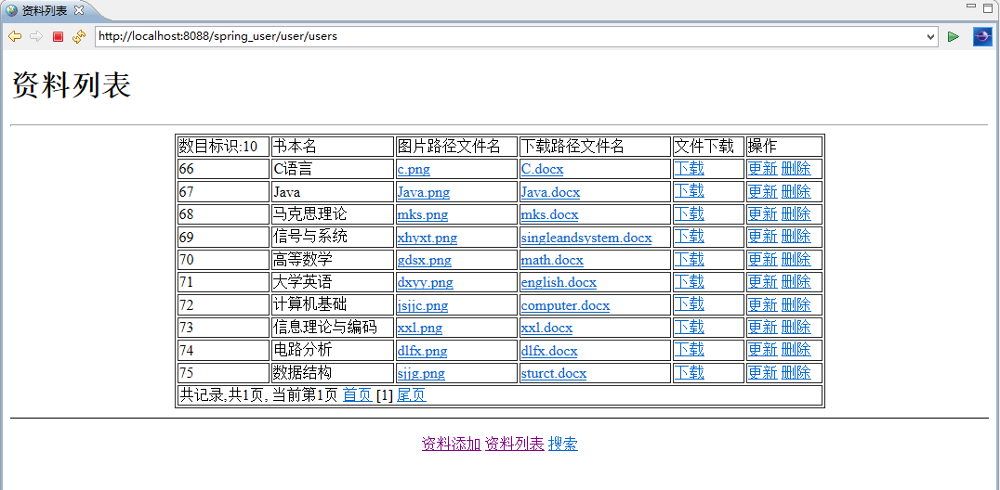 资料列表
http://localhost:8088/spring_user/user/users
资料列表
数目标识:10 书本名 图片路径文件名 下载路径文件名 文件下载 操作
66 C语言 c.png C.docx 下载 更新 删除
67 Java Java.png Java.docx 下载 更新 删除
68 马克思理论 mks.png mks.docx 下载 更新 删除
69 信号与系统 xhyxt.png singleandsystem.docx 下载 更新 删除
70 高等数学 gdsx.png math.docx 下载 更新 删除
71 大学英语 dxyy.png english.docx 下载 更新 删除
72 计算机基础 jsjjc.png computer.docx 下载 更新 删除
73 信息理论与编码 xxl.png xxl.docx 下载 更新 删除
74 电路分析 dlfx.png dlfx.docx 下载 更新 删除
75 数据结构 sjjg.png sturct.docx 下载 更新 删除
共记录,共1页, 当前第1页 首页 [1] 尾页
资料添加 资料列表 搜索